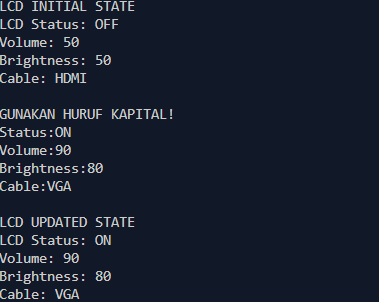 LCD INITIAL STATE
LCD Status: OFF
Volume: 50
Brightness: 50
Cable: HDMI
GUNAKAN HURUF KAPITAL!
Status:ON
Volume:90
Brightness:80
Cable:VGA
LCD UPDATED STATE
LCD Status: ON
Volume: 90
Brightness: 80
Cable: VGA